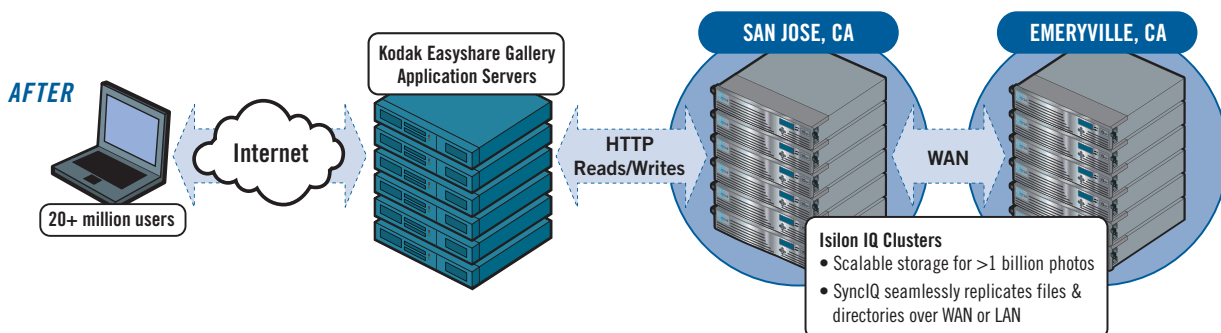 AFTER
20+ million users
Internet
Kodak Easyshare Gallery
Application Servers
HTTP
Reads/Writes
SAN JOSE, CA
WAN
EMERYVILLE, CA
Isilon IQ Clusters
• Scalable storage for >1 billion photos
• SyncIQ seamlessly replicates files &
directories over WAN or LAN